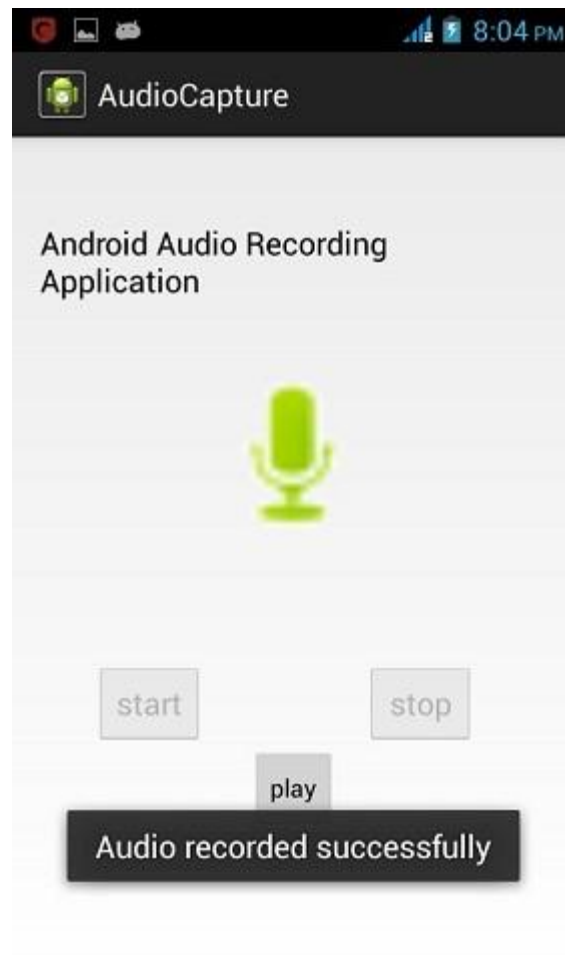 8:04 PM
AudioCapture
Android Audio Recording
Application
start
stop
play
Audio recorded successfully